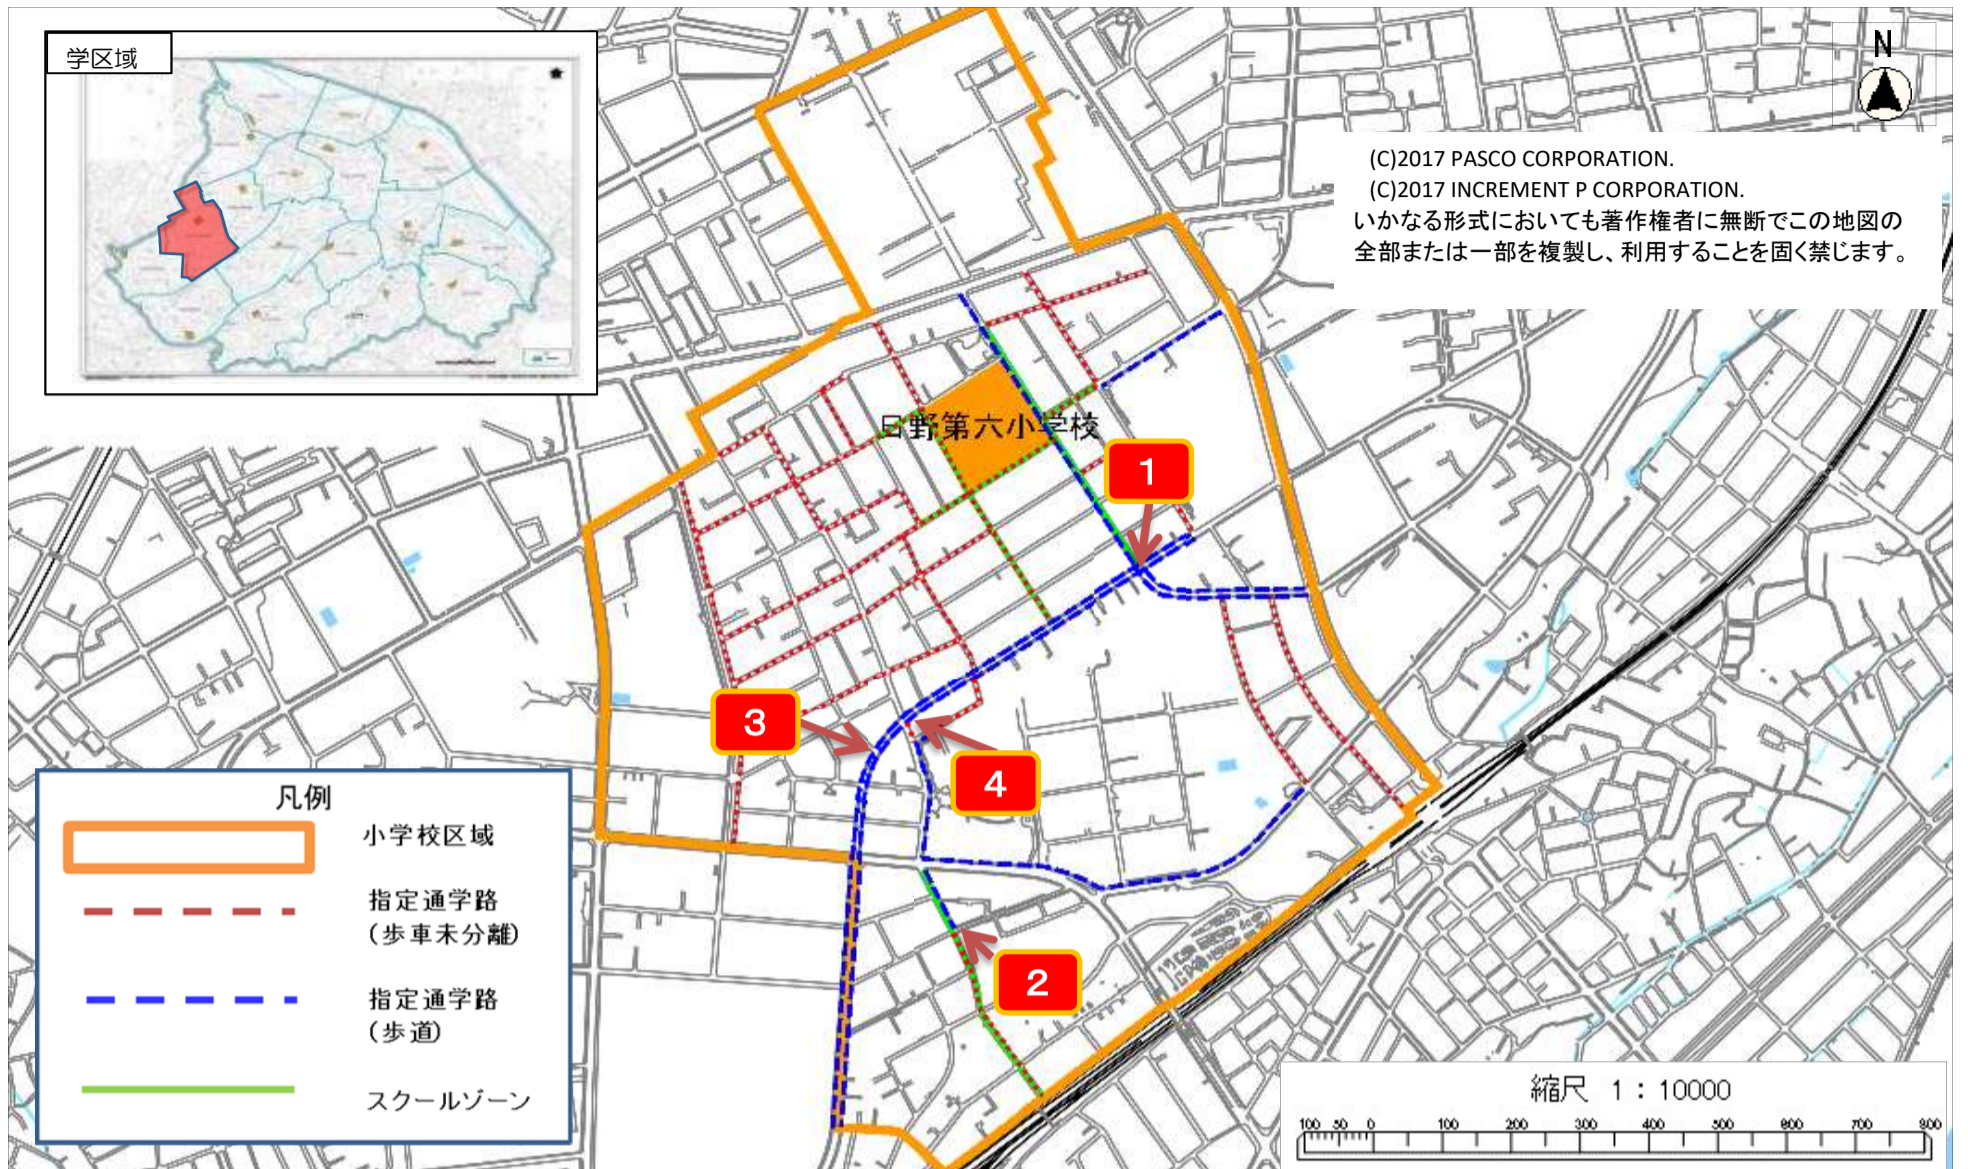 学区域
N
(C)2017 PASCO CORPORATION.
(C)2017 INCREMENT P CORPORATION.
いかなる形式においても著作権者に無断でこの地図の
全部または一部を複製し、利用することを固く禁じます。
日野第六小学校
1
3
4
2
凡例
小学校区域
指定通学路
(歩車未分離)
指定通学路
(歩道)
スクールゾーン
縮尺 1:10000
100 50 0 100 200 300 400 500 600 700 800